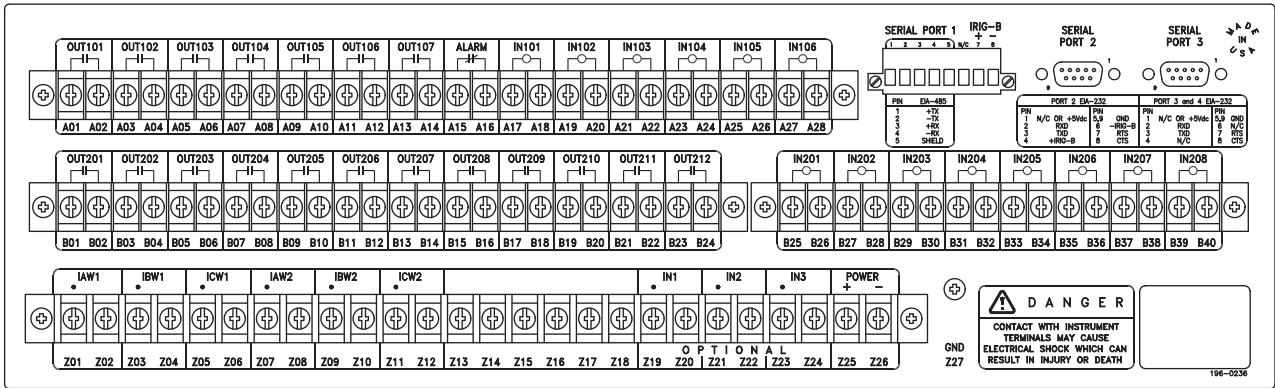 OUT101 OUT102 OUT103 OUT104 OUT105 OUT106 OUT107 ALARM IN101 IN102 IN103 IN104 IN105 IN106
A01 A02 A03 A04 A05 A06 A07 A08 A09 A10 A11 A12 A13 A14 A15 A16 A17 A18 A19 A20 A21 A22 A23 A24 A25 A26 A27 A28
SERIAL PORT 1 IRIG-B
+ -
1 2 3 4 5 N/C 7 8
PIN EIA-485
1 +TX
2 -TX
3 +RX
4 -RX
5 SHIELD
SERIAL
PORT 2
1
9
SERIAL
PORT 3
1
9
MADE
IN
USA
PORT 2 EIA-232
PIN PIN
1 N/C OR +5Vdc 5,9 GND
2 RXD 6 -IRIG-B
3 TXD 7 RTS
4 +IRIG-B 8 CTS
PORT 3 and 4 EIA-232
PIN PIN
1 N/C OR +5Vdc 5,9 GND
2 RXD 6 N/C
3 TXD 7 RTS
4 N/C 8 CTS
OUT201 OUT202 OUT203 OUT204 OUT205 OUT206 OUT207 OUT208 OUT209 OUT210 OUT211 OUT212
B01 B02 B03 B04 B05 B06 B07 B08 B09 B10 B11 B12 B13 B14 B15 B16 B17 B18 B19 B20 B21 B22 B23 B24
IN201 IN202 IN203 IN204 IN205 IN206 IN207 IN208
B25 B26 B27 B28 B29 B30 B31 B32 B33 B34 B35 B36 B37 B38 B39 B40
IAW1 IBW1 ICW1 IAW2 IBW2 ICW2 IN1 IN2 IN3 POWER
+ -
OPTIONAL
Z01 Z02 Z03 Z04 Z05 Z06 Z07 Z08 Z09 Z10 Z11 Z12 Z13 Z14 Z15 Z16 Z17 Z18 Z19 Z20 Z21 Z22 Z23 Z24 Z25 Z26
GND
Z27
DANGER
CONTACT WITH INSTRUMENT
TERMINALS MAY CAUSE
ELECTRICAL SHOCK WHICH CAN
RESULT IN INJURY OR DEATH
196-0236